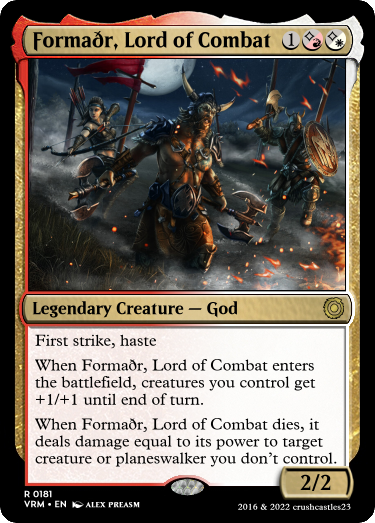 Formaðr, Lord of Combat 1
Legendary Creature — God
First strike, haste
When Formaðr, Lord of Combat enters
the battlefield, creatures you control get
+1/+1 until end of turn.
When Formaðr, Lord of Combat dies, it
deals damage equal to its power to target
creature or planeswalker you don't control.
2/2
R 0181
VRM • EN ALEX PREASM
2016 & 2022 crushcastles23